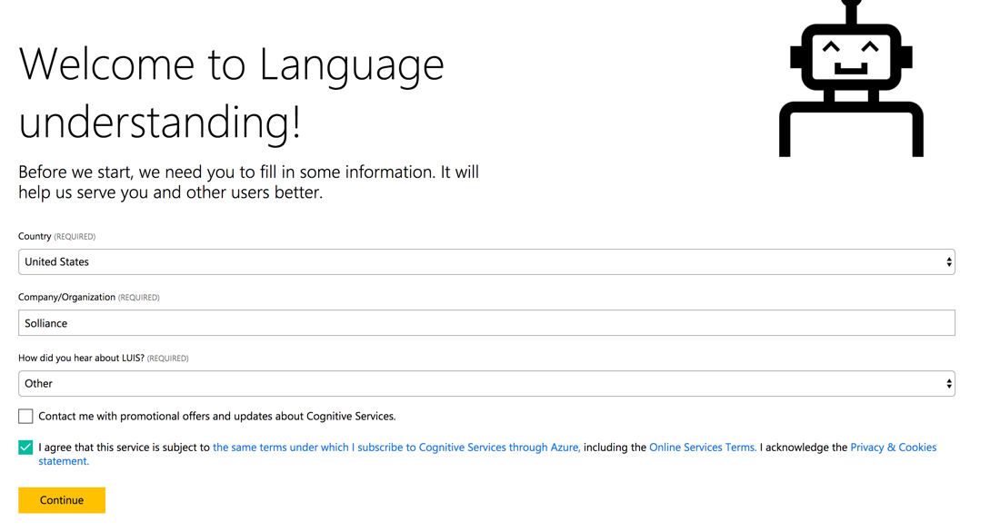 Welcome to Language
understanding!
Before we start, we need you to fill in some information. It will
help us serve you and other users better.
Country (REQUIRED)
United States
Company/Organization (REQUIRED)
Solliance
How did you hear about LUIS? (REQUIRED)
Other
Contact me with promotional offers and updates about Cognitive Services.
I agree that this service is subject to the same terms under which I subscribe to Cognitive Services through Azure, including the Online Services Terms. I acknowledge the Privacy & Cookies
statement.
Continue